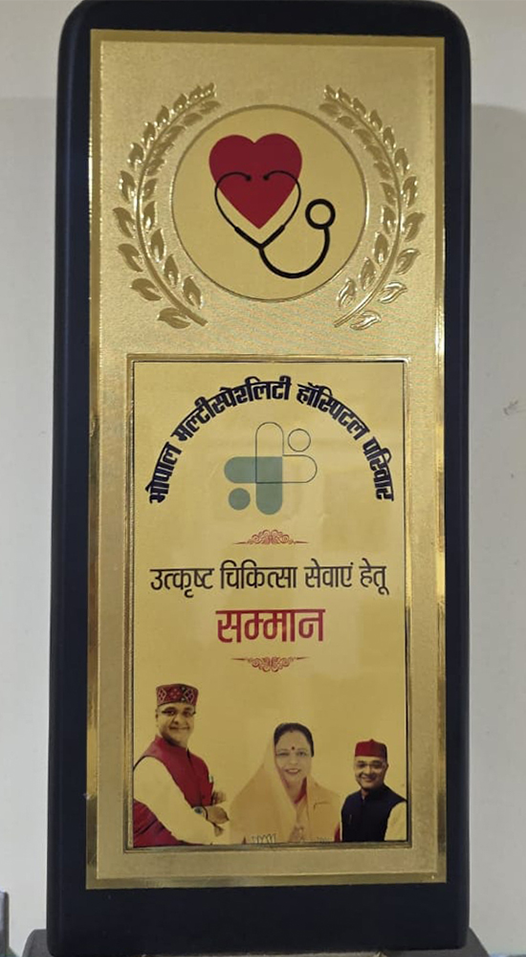 भोपाल मल्टीस्पेशलिटी हॉस्पिटल परिवार
उत्कृष्ट चिकित्सा सेवाएं हेतू
सम्मान